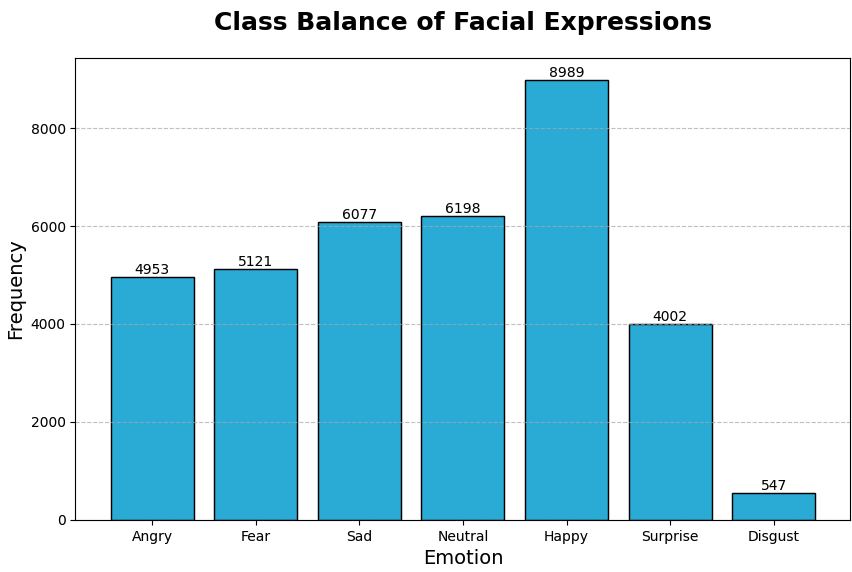 Class Balance of Facial Expressions
Frequency
8000
6000
4000
2000
0
4953
5121
6077
6198
8989
4002
547
Angry
Fear
Sad
Neutral
Happy
Surprise
Disgust
Emotion